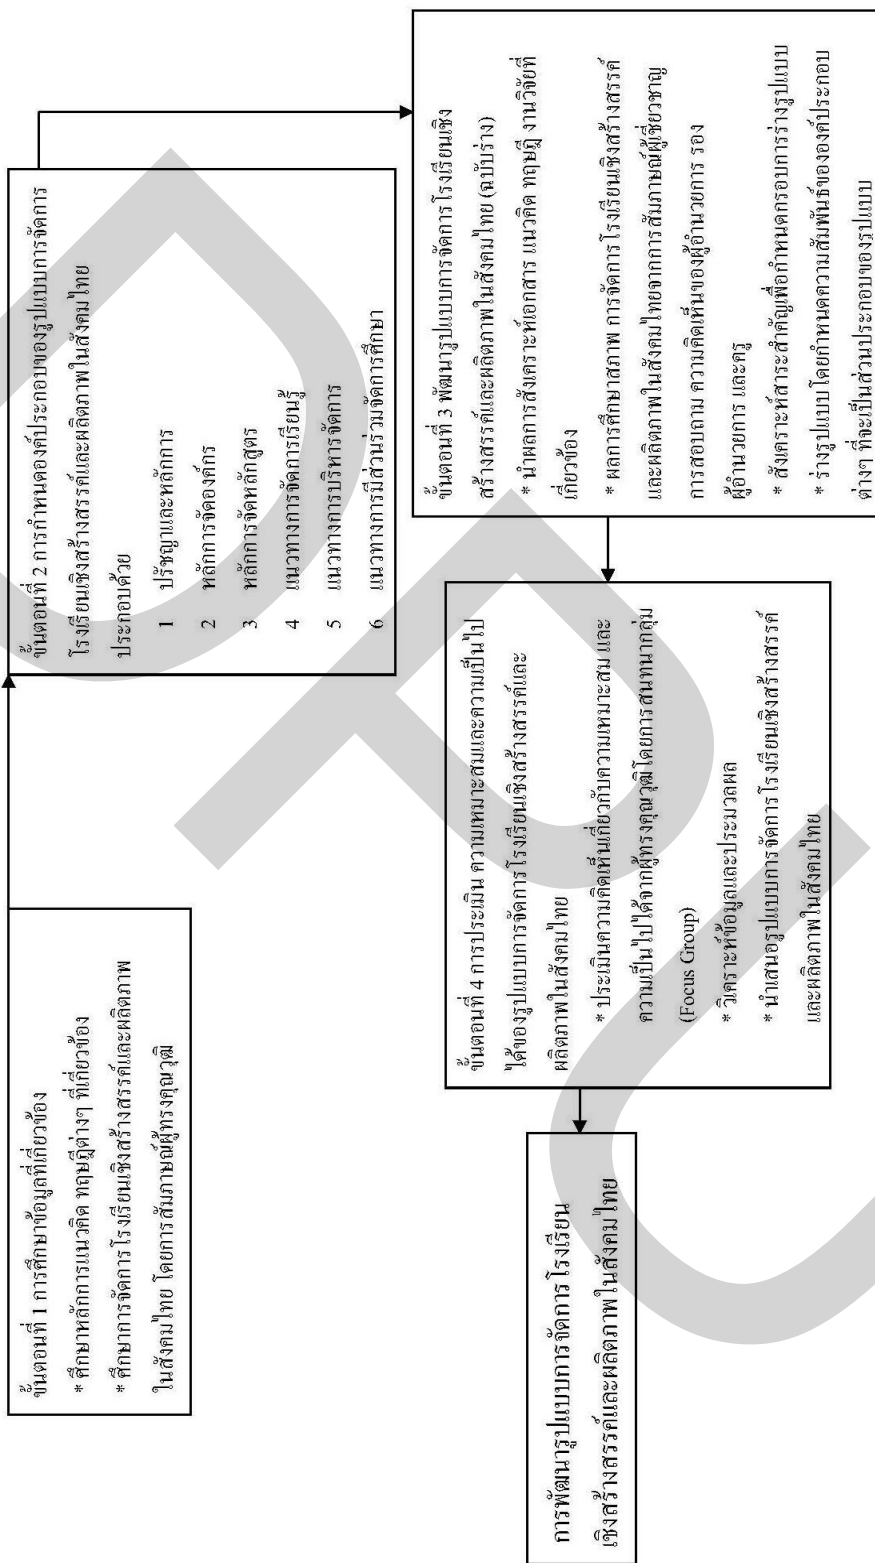 ขั้นตอนที่ 1 การศึกษาข้อมูลที่เกี่ยวข้อง
* ศึกษาหลักการแนวคิด ทฤษฎีต่างๆ ที่เกี่ยวข้อง
* ศึกษาการจัดการโรงเรียนเชิงสร้างสรรค์และผลิตภาพ
ในสังคมไทย โดยการสัมภาษณ์ผู้ทรงคุณวุฒิ
ขั้นตอนที่ 2 การกำหนดองค์ประกอบของรูปแบบการจัดการ
โรงเรียนเชิงสร้างสรรค์และผลิตภาพในสังคมไทย
ประกอบด้วย
1 ปรัชญาและหลักการ
2 หลักการจัดองค์กร
3 หลักการจัดหลักสูตร
4 แนวทางการจัดการเรียนรู้
5 แนวทางการบริหารจัดการ
6 แนวทางการมีส่วนร่วมจัดการศึกษา
ขั้นตอนที่ 3 พัฒนารูปแบบการจัดการโรงเรียนเชิง
สร้างสรรค์และผลิตภาพในสังคมไทย (ฉบับร่าง)
* นำผลการสังเคราะห์เอกสาร แนวคิด ทฤษฎี งานวิจัยที่
เกี่ยวข้อง
* ผลการศึกษาสภาพ การจัดการโรงเรียนเชิงสร้างสรรค์
และผลิตภาพในสังคมไทยจากการสัมภาษณ์ผู้เชี่ยวชาญ
การสอบถาม ความคิดเห็นของผู้อำนวยการ รอง
ผู้อำนวยการ และครู
* สังเคราะห์สาระสำคัญเพื่อกำหนดกรอบการร่างรูปแบบ
* ร่างรูปแบบโดยกำหนดความสัมพันธ์ขององค์ประกอบ
ต่างๆ ที่จะเป็นส่วนประกอบของรูปแบบ
ขั้นตอนที่ 4 การประเมิน ความเหมาะสมและความเป็นไป
ได้ของรูปแบบการจัดการโรงเรียนเชิงสร้างสรรค์และ
ผลิตภาพในสังคมไทย
* ประเมินความคิดเห็นเกี่ยวกับความเหมาะสม และ
ความเป็นไปได้จากผู้ทรงคุณวุฒิโดยการสนทนากลุ่ม
(Focus Group)
* วิเคราะห์ข้อมูลและประมวลผล
* นำเสนอรูปแบบการจัดการโรงเรียนเชิงสร้างสรรค์
และผลิตภาพในสังคมไทย
การพัฒนารูปแบบการจัดการโรงเรียน
เชิงสร้างสรรค์และผลิตภาพในสังคมไทย